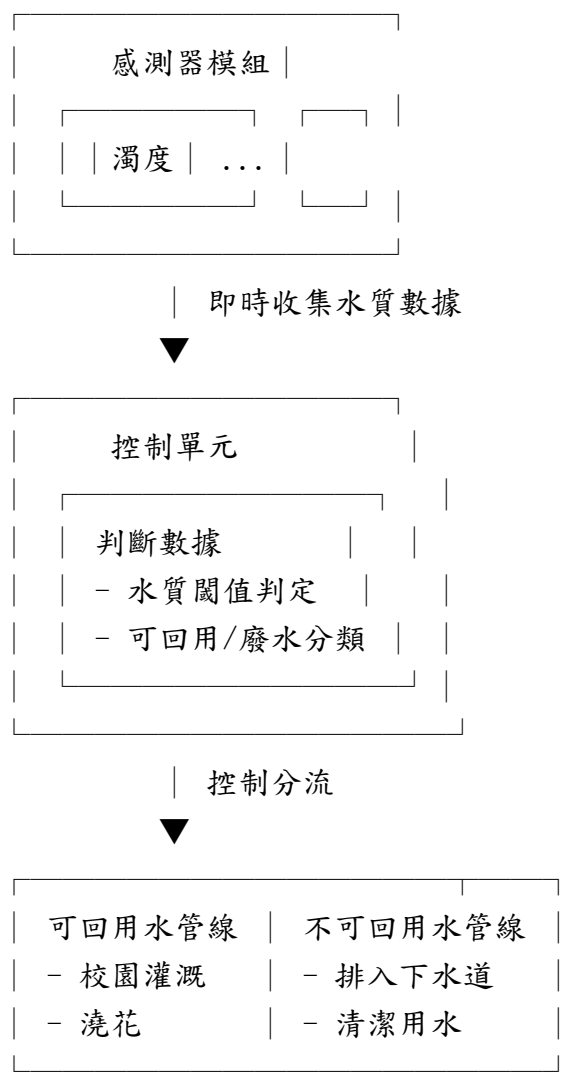 感測器模組
濁度 ...
即時收集水質數據
控制單元
判斷數據
- 水質閾值判定
- 可回用/廢水分類
控制分流
可回用水管線 不可回用水管線
- 校園灌溉 - 排入下水道
- 澆花 - 清潔用水